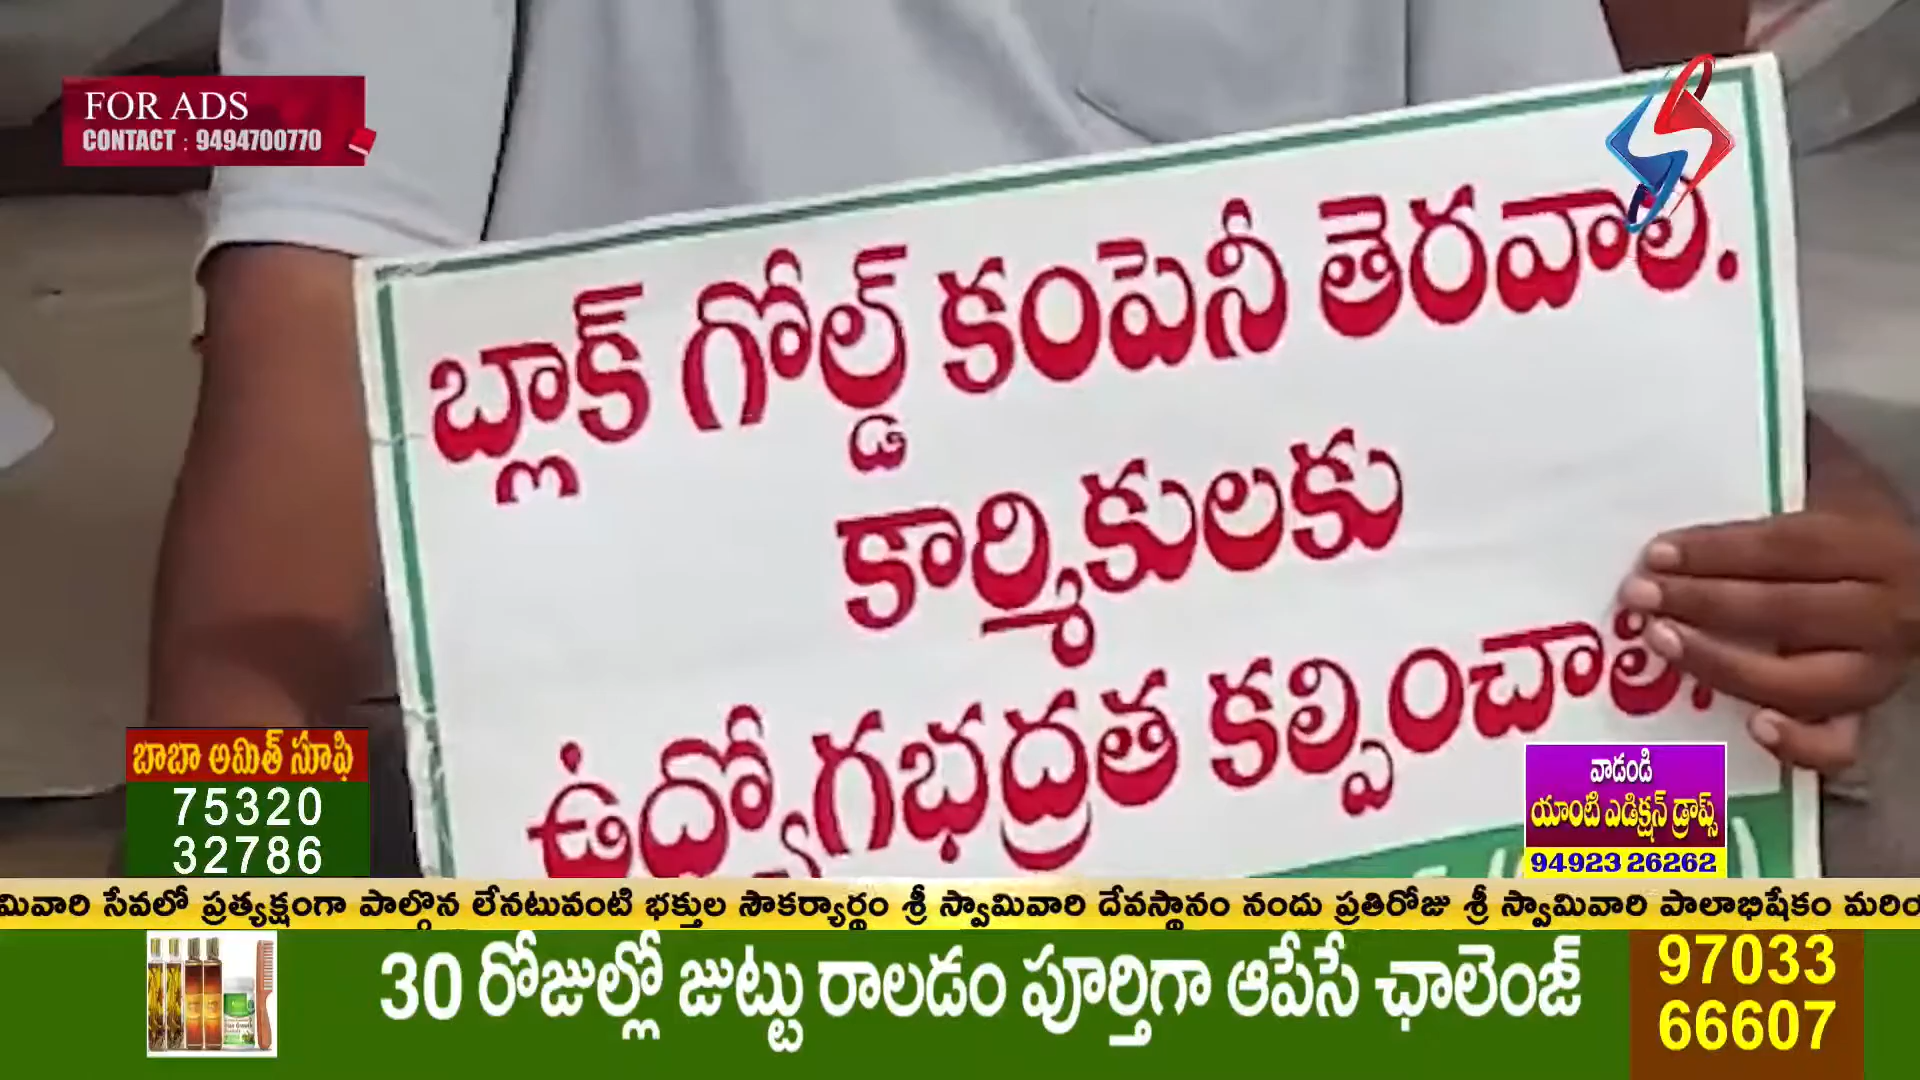 FOR ADS
CONTACT : 9494700770
బ్లాక్ గోల్డ్ కంపెనీ తెరవాలి.
కార్మికులకు
ఉద్యోగభద్రత కల్పించాలి.
బాబా అమిత్ సూఫి
75320
32786
వాడండి
యాంటి ఎడిక్షన్ డ్రాప్స్
94923 26262
మివారి సేవలో ప్రత్యక్షంగా పాల్గొన లేనటువంటి భక్తుల సౌకర్యార్థం శ్రీ స్వామివారి దేవస్థానం నందు ప్రతిరోజు శ్రీ స్వామివారి పాలాభిషేకం
30 రోజుల్లో జుట్టు రాలడం పూర్తిగా ఆపేసే ఛాలెంజ్
97033
66607